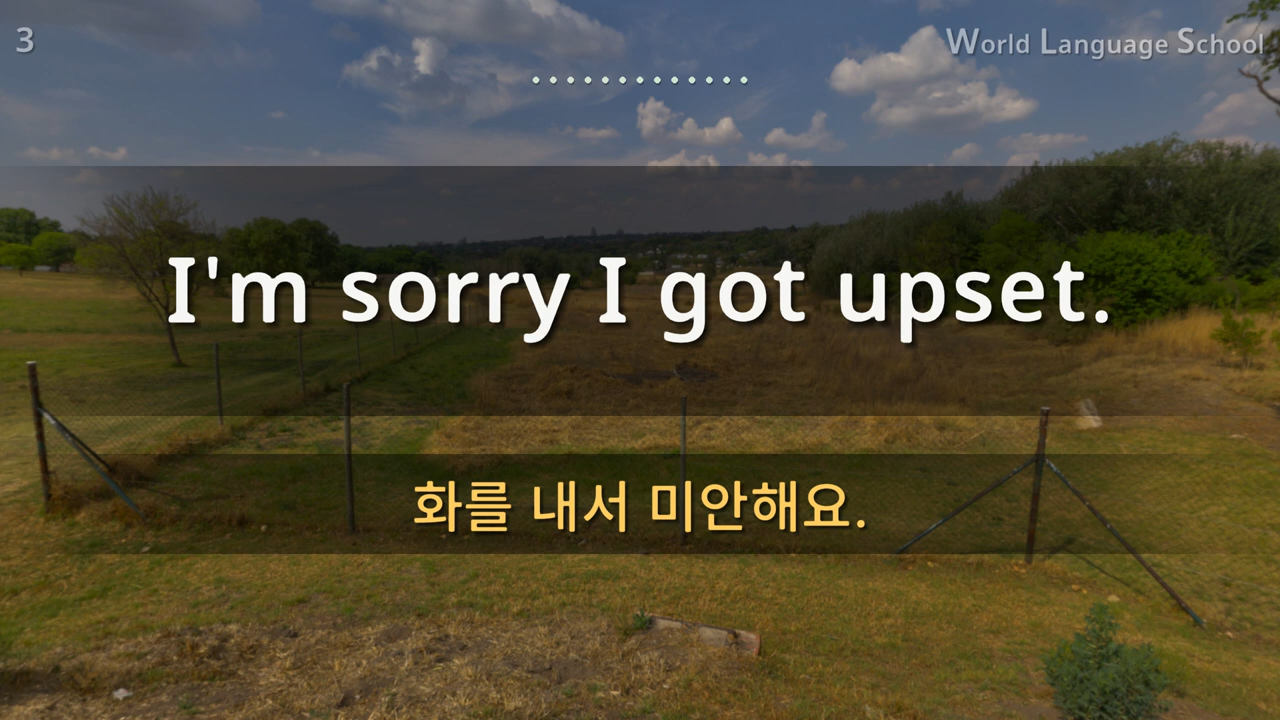 3
World Language School
I'm sorry I got upset.
화를 내서 미안해요.